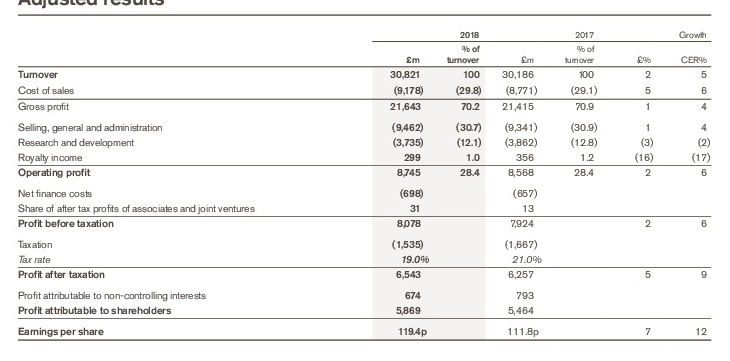 Adjusted results
2018 2017 Growth
£m % of turnover £m % of turnover £% CER%
Turnover 30,821 100 30,186 100 2 5
Cost of sales (9,178) (29.8) (8,771) (29.1) 5 6
Gross profit 21,643 70.2 21,415 70.9 1 4
Selling, general and administration (9,462) (30.7) (9,341) (30.9) 1 4
Research and development (3,735) (12.1) (3,862) (12.8) (3) (2)
Royalty income 299 1.0 356 1.2 (16) (17)
Operating profit 8,745 28.4 8,568 28.4 2 6
Net finance costs (698) (657)
Share of after tax profits of associates and joint ventures 31 13
Profit before taxation 8,078 7,924 2 6
Taxation (1,535) (1,667)
Tax rate 19.0% 21.0%
Profit after taxation 6,543 6,257 5 9
Profit attributable to non-controlling interests 674 793
Profit attributable to shareholders 5,869 5,464
Earnings per share 119.4p 111.8p 7 12